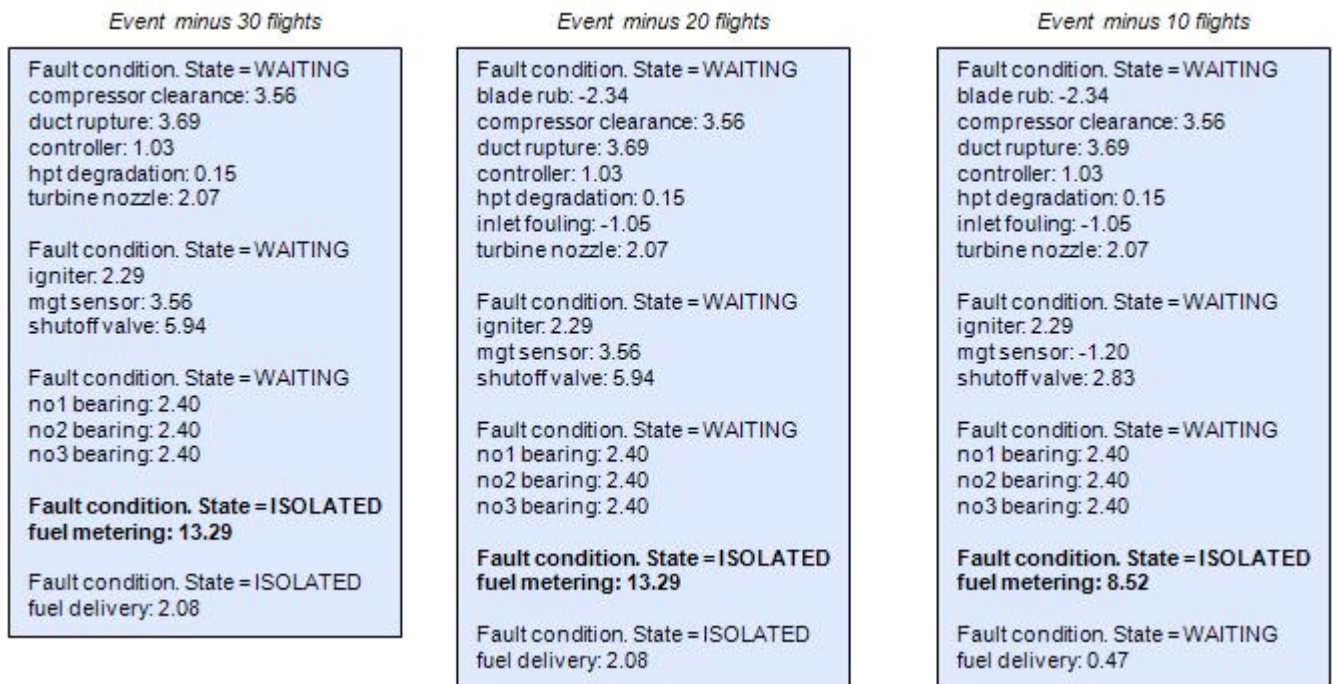 Event minus 30 flights
Fault condition. State = WAITING
compressor clearance: 3.56
duct rupture: 3.69
controller: 1.03
hpt degradation: 0.15
turbine nozzle: 2.07
Fault condition. State = WAITING
igniter: 2.29
mgt sensor: 3.56
shutoff valve: 5.94
Fault condition. State = WAITING
no1 bearing: 2.40
no2 bearing: 2.40
no3 bearing: 2.40
Fault condition. State = ISOLATED
fuel metering: 13.29
Fault condition. State = ISOLATED
fuel delivery: 2.08
Event minus 20 flights
Fault condition. State = WAITING
blade rub: -2.34
compressor clearance: 3.56
duct rupture: 3.69
controller: 1.03
hpt degradation: 0.15
inlet fouling: -1.05
turbine nozzle: 2.07
Fault condition. State = WAITING
igniter: 2.29
mgt sensor: 3.56
shutoff valve: 5.94
Fault condition. State = WAITING
no1 bearing: 2.40
no2 bearing: 2.40
no3 bearing: 2.40
Fault condition. State = ISOLATED
fuel metering: 13.29
Fault condition. State = ISOLATED
fuel delivery: 2.08
Event minus 10 flights
Fault condition. State = WAITING
blade rub: -2.34
compressor clearance: 3.56
duct rupture: 3.69
controller: 1.03
hpt degradation: 0.15
inlet fouling: -1.05
turbine nozzle: 2.07
Fault condition. State = WAITING
igniter: 2.29
mgt sensor: -1.20
shutoff valve: 2.83
Fault condition. State = WAITING
no1 bearing: 2.40
no2 bearing: 2.40
no3 bearing: 2.40
Fault condition. State = ISOLATED
fuel metering: 8.52
Fault condition. State = WAITING
fuel delivery: 0.47